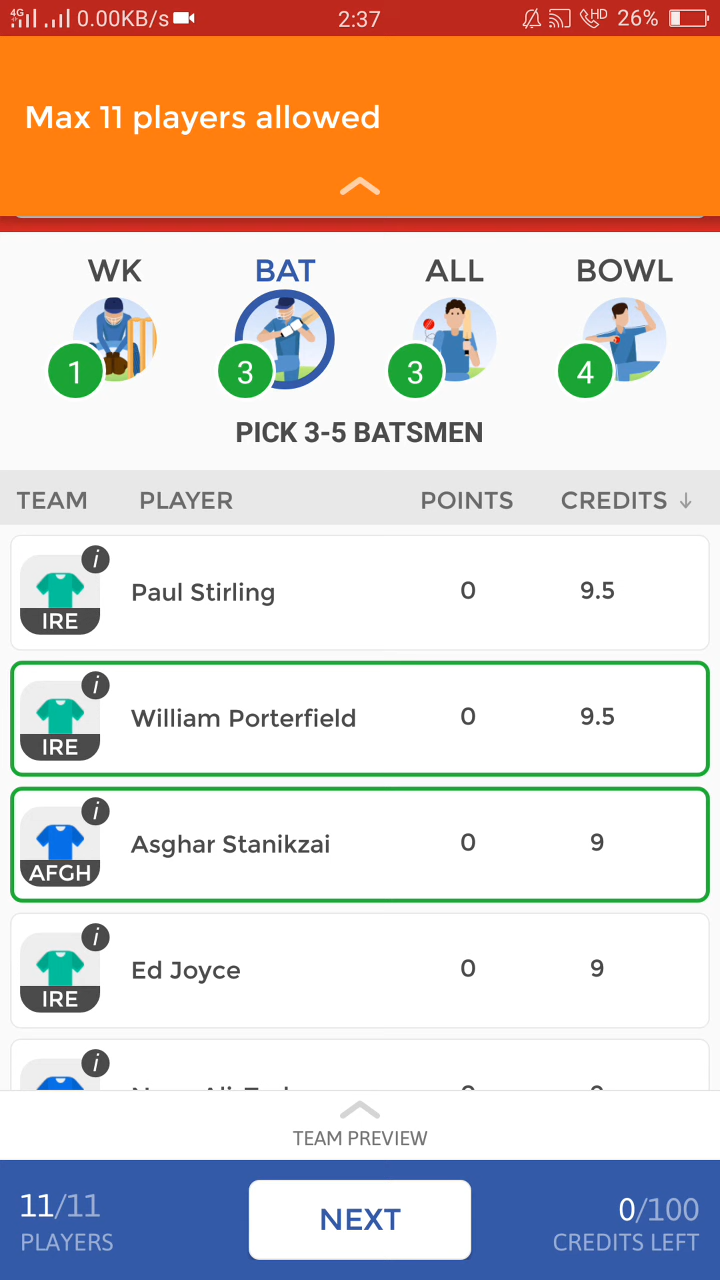 4G 0.00KB/s 2:37 HD 26%
Max 11 players allowed
WK BAT ALL BOWL
1 3 3 4
PICK 3-5 BATSMEN
TEAM PLAYER POINTS CREDITS ↓
i
Paul Stirling 0 9.5
IRE
i
William Porterfield 0 9.5
IRE
i
Asghar Stanikzai 0 9
AFGH
i
Ed Joyce 0 9
IRE
i
TEAM PREVIEW
11/11 NEXT 0/100
PLAYERS CREDITS LEFT